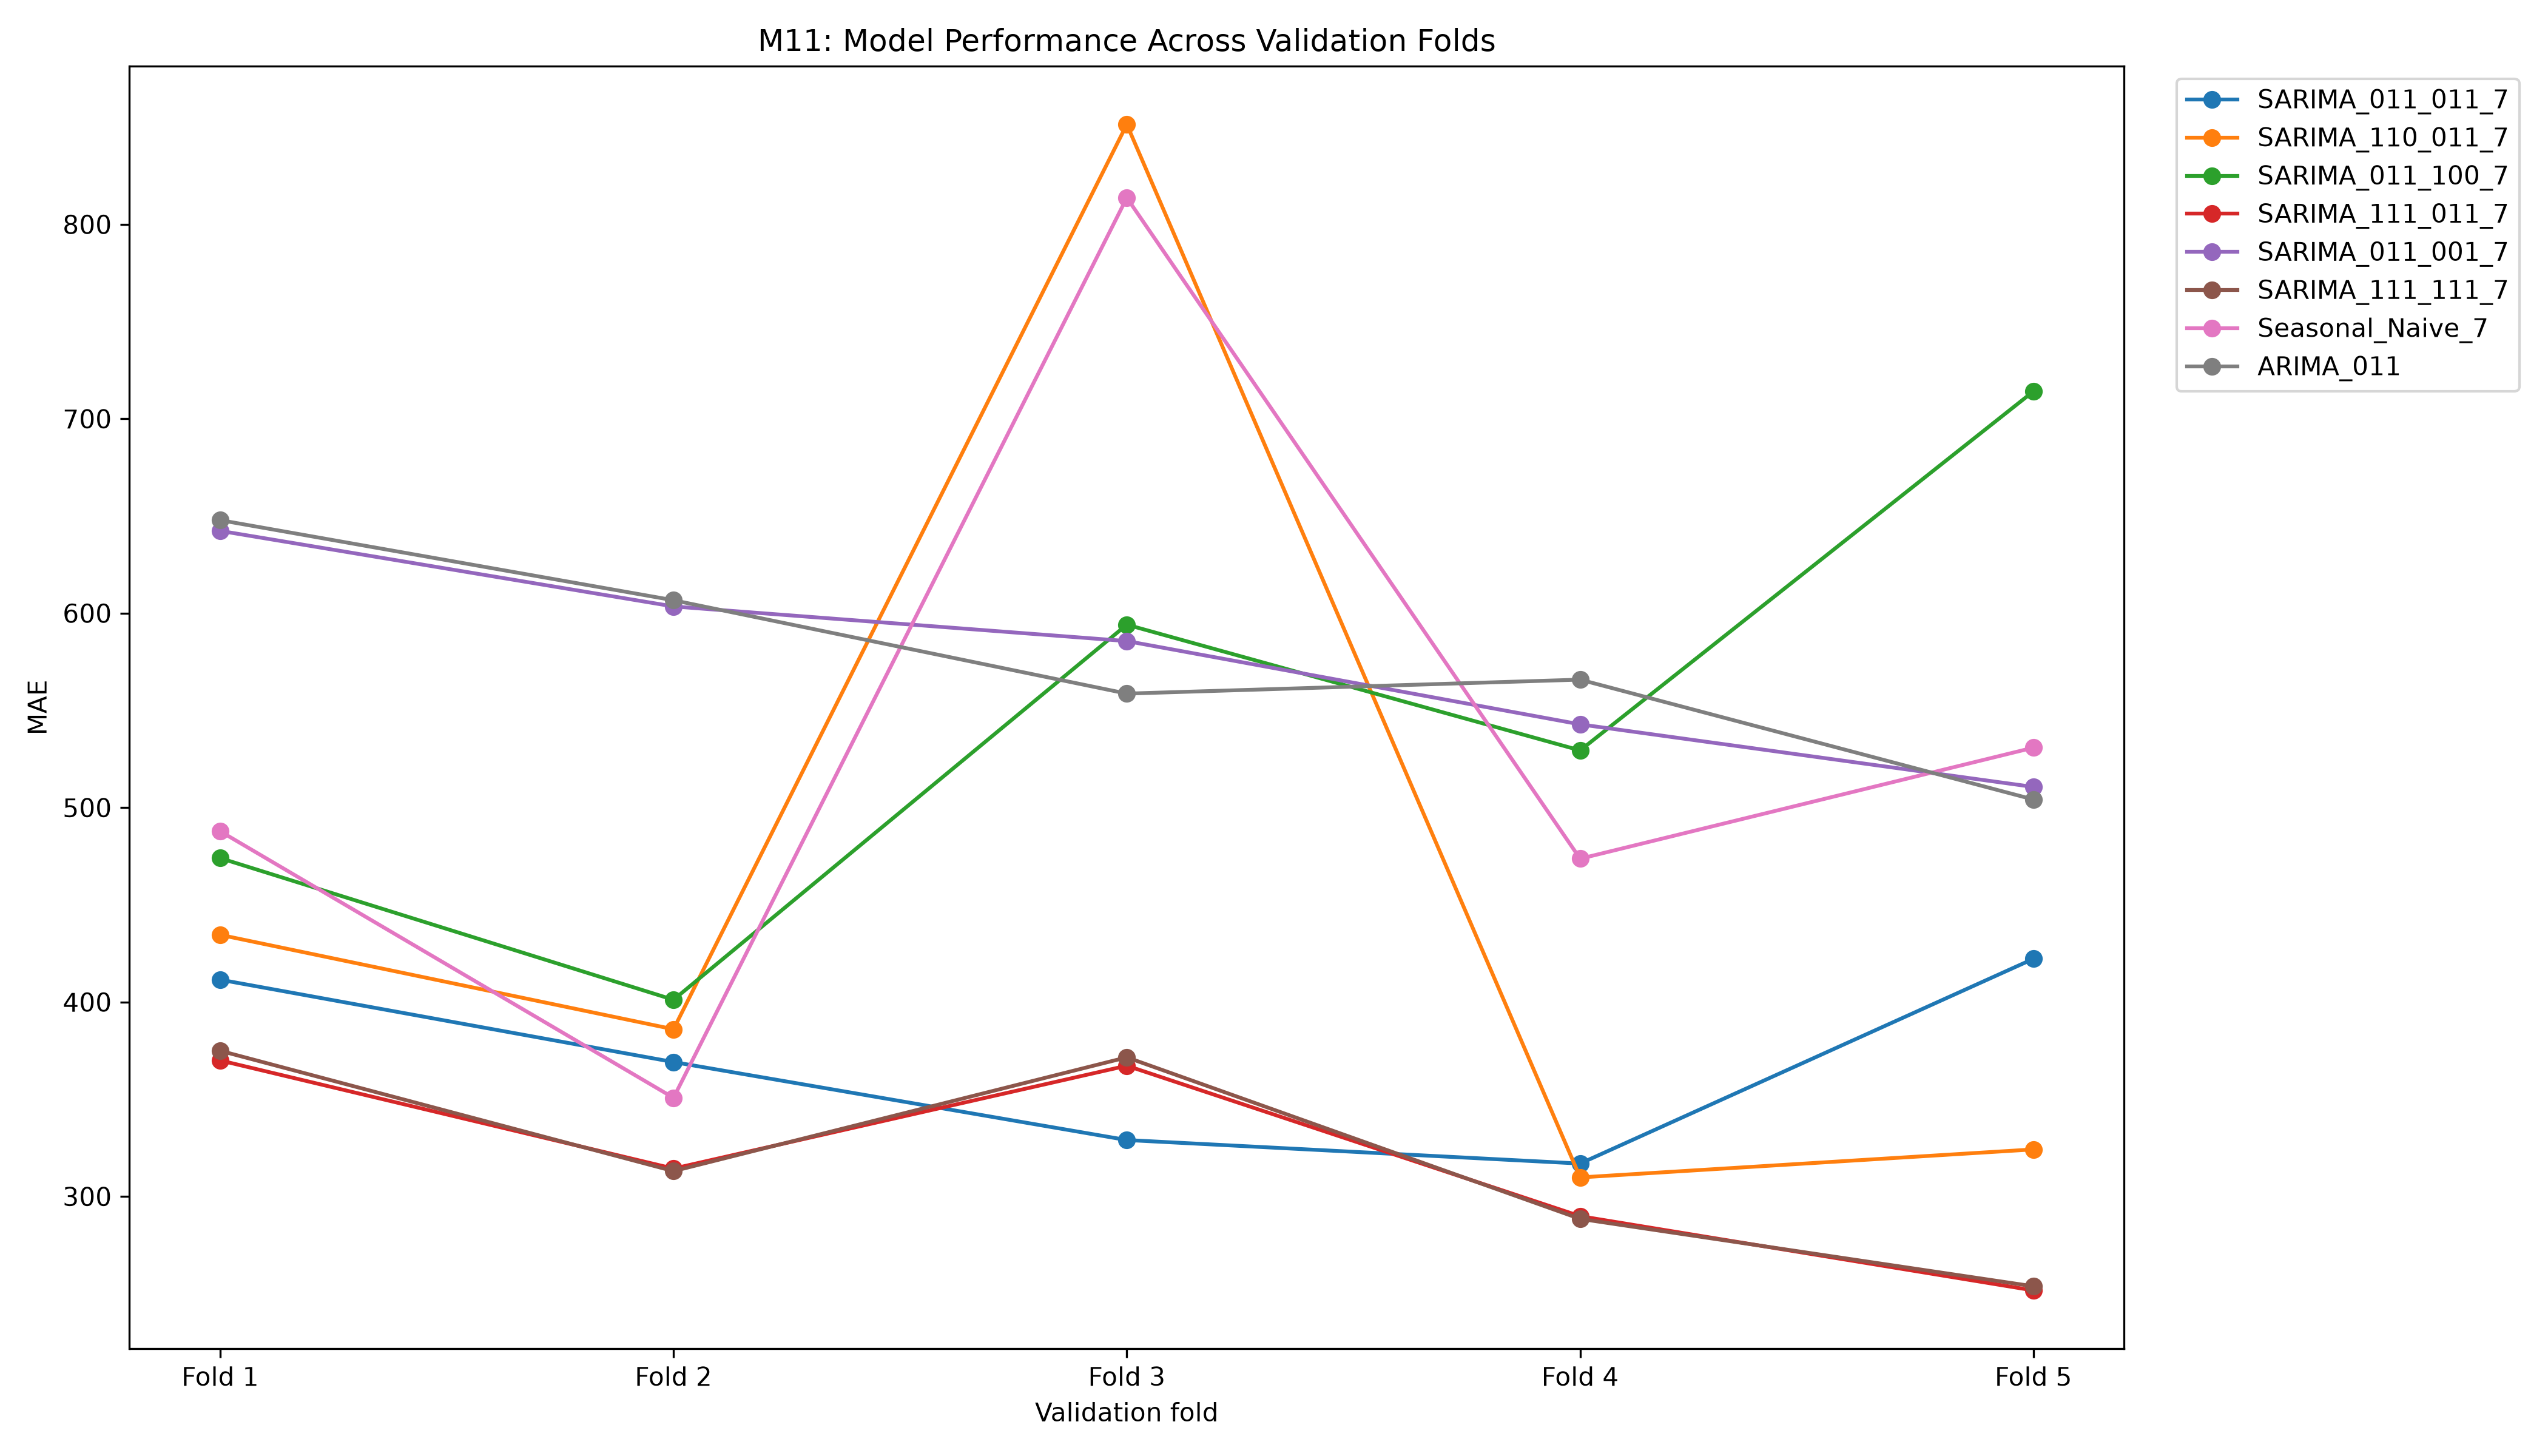 M11: Model Performance Across Validation Folds
MAE
800
700
600
500
400
300
Fold 1
Fold 2
Fold 3
Fold 4
Fold 5
Validation fold
SARIMA_011_011_7
SARIMA_110_011_7
SARIMA_011_100_7
SARIMA_111_011_7
SARIMA_011_001_7
SARIMA_111_111_7
Seasonal_Naive_7
ARIMA_011